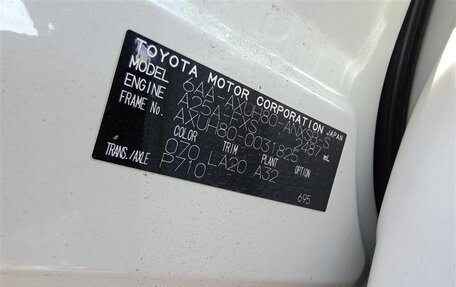 TOYOTA MOTOR CORPORATION JAPAN
MODEL 6AA-AXUH80-ANXSH-S
ENGINE A25A-FXS 2487 mL
FRAME No. AXUH80-0031825
COLOR TRIM PLANT OPTION
070 LA20 A32
TRANS./AXLE P710- 695